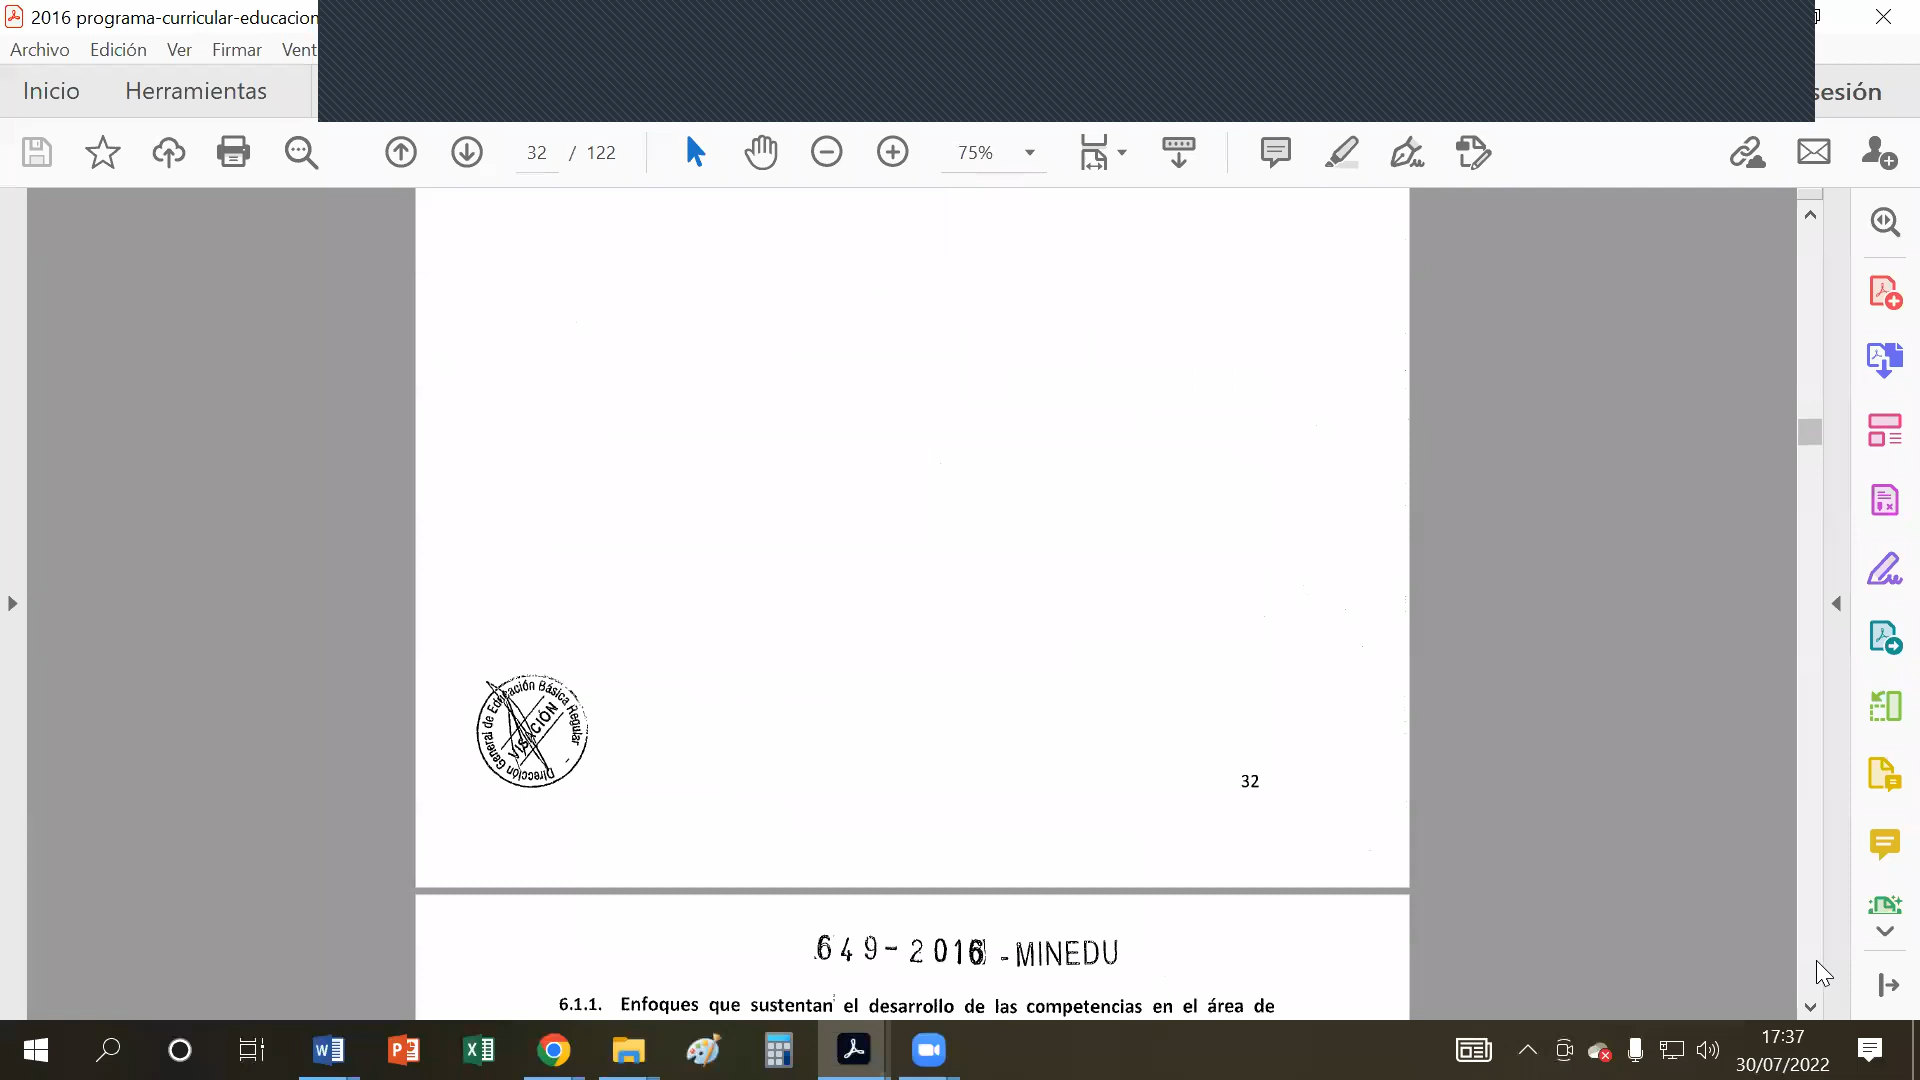 2016 programa-curricular-educacion
Archivo Edición Ver Firmar Vent
Inicio Herramientas
sesión
32 / 122
75%
Dirección General de Educación Básica Regular
VISACIÓN
32
649-2016 -MINEDU
6.1.1. Enfoques que sustentan el desarrollo de las competencias en el área de
17:37
30/07/2022